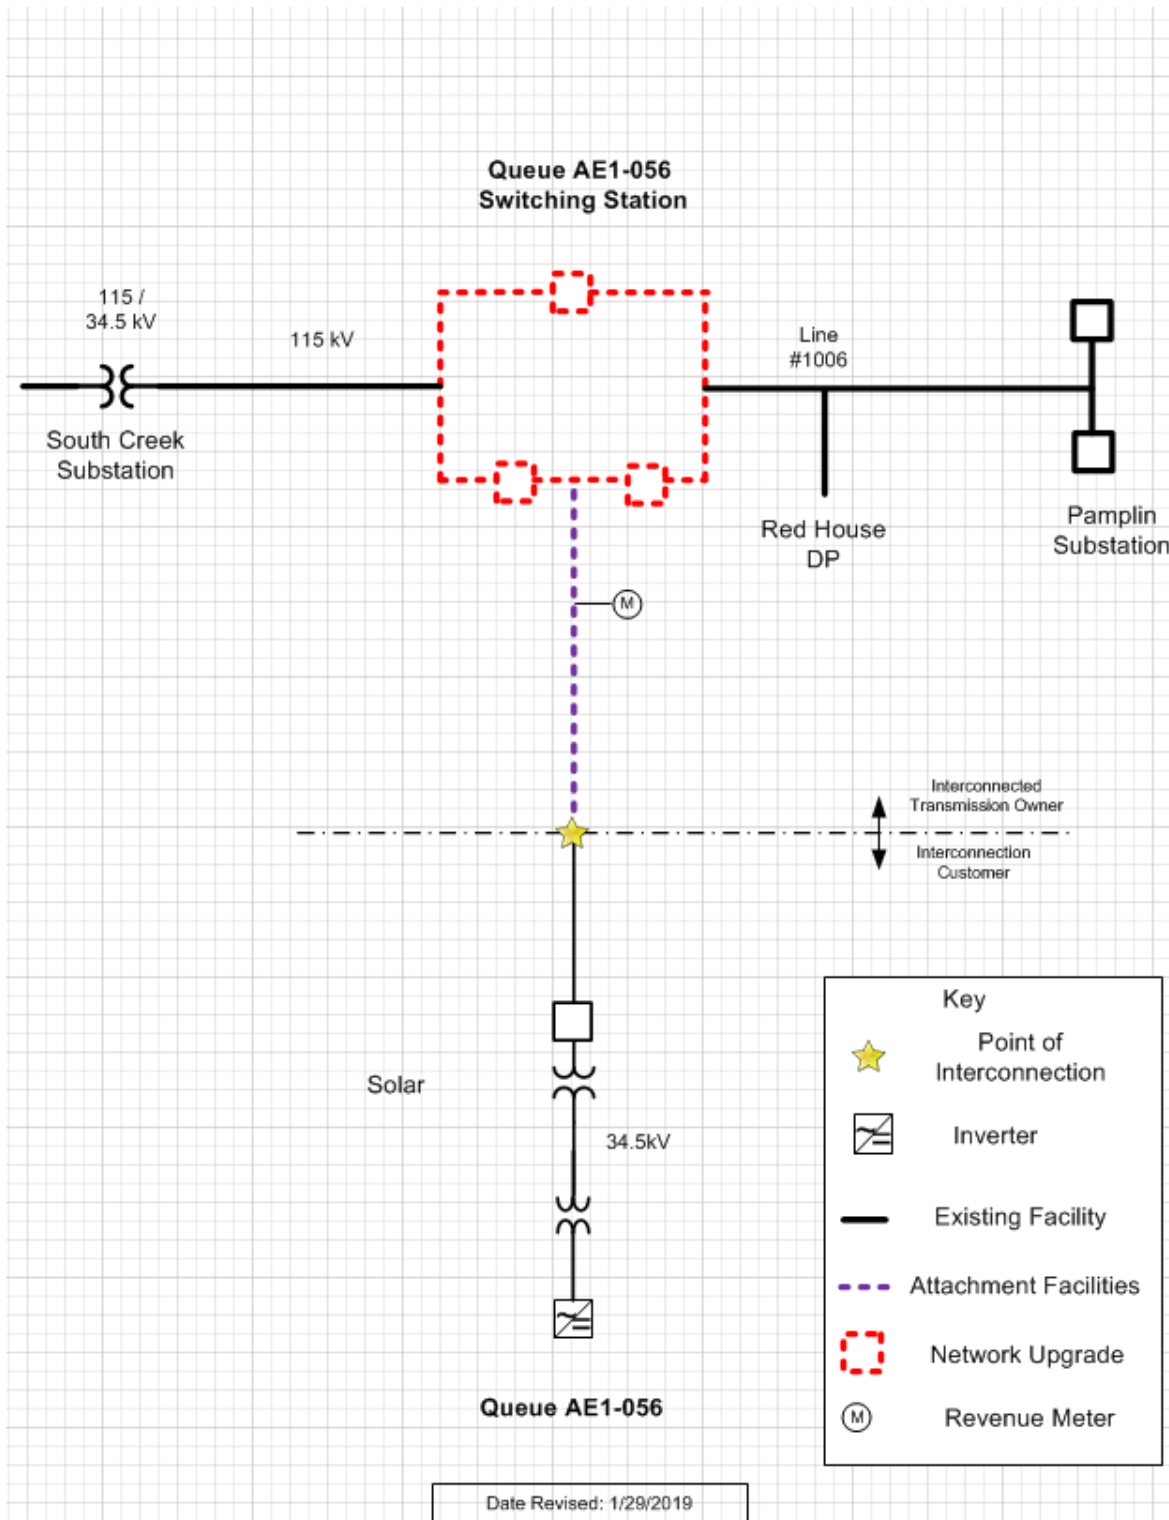 Queue AE1-056
Switching Station
115 /
34.5 kV
115 kV
Line
#1006
South Creek
Substation
Red House
DP
Pamplin
Substation
M
Interconnected
Transmission Owner
Interconnection
Customer
Solar
34.5kV
Queue AE1-056
Key
Point of
Interconnection
Inverter
Existing Facility
Attachment Facilities
Network Upgrade
M
Revenue Meter
Date Revised: 1/29/2019